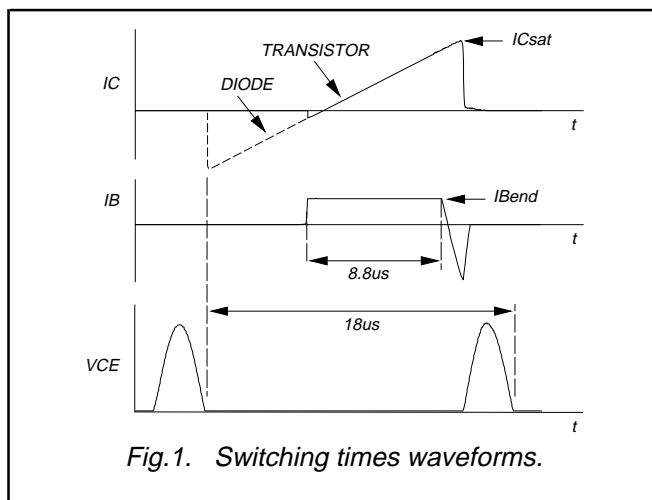 ICsat
TRANSISTOR
IC
DIODE
t
IB
IBend
t
8.8us
18us
VCE
t
Fig.1. Switching times waveforms.